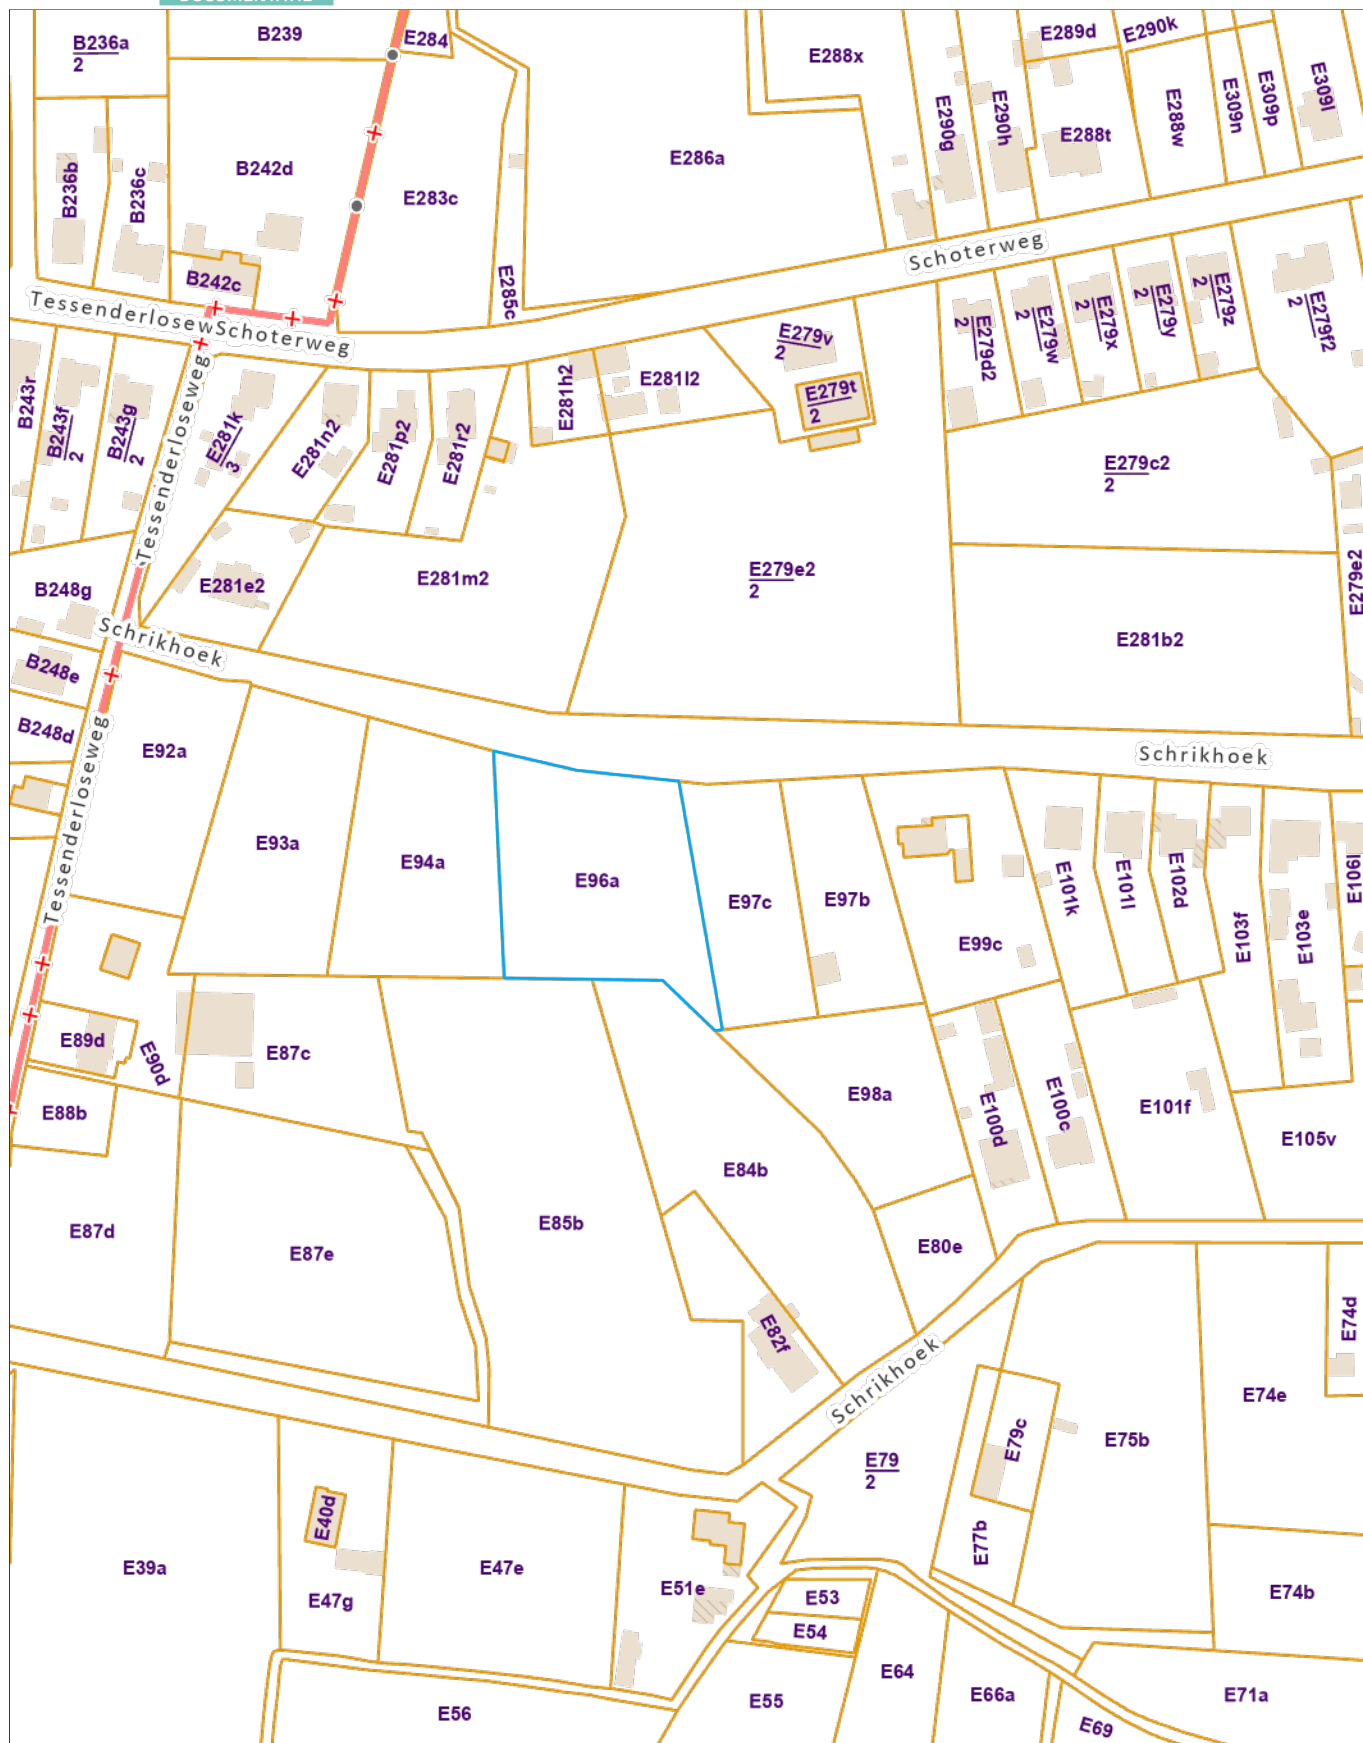 B236a
2
B239
E284
E288x
E289d
E290k
E309l
E309p
E309n
E288w
E288t
E290h
E290g
E286a
B242d
E283c
B236b
B236c
E285c
B242c
Schoterweg
TessenderlosewSchoterweg
E279v
2
E279t
2
E279d2
2
E279w
2
E279x
2
E279y
2
E279z
2
E279f2
2
E281h2
E281l2
B243r
B243f
2
B243g
2
Tessenderloseweg
E281k
3
E281n2
E281p2
E281r2
E279c2
2
E281e2
E281m2
E279e2
2
E279e2
E281b2
B248g
Schrikhoek
B248e
B248d
E92a
Schrikhoek
Tessenderloseweg
E93a
E94a
E96a
E97c
E97b
E99c
E101k
E101l
E102d
E103f
E103e
E106l
E89d
E90d
E87c
E88b
E98a
E100d
E100c
E101f
E105v
E84b
E87d
E87e
E85b
E80e
E82f
Schrikhoek
E74d
E74e
E79c
E75b
E79
2
E77b
E40d
E39a
E47g
E47e
E51e
E53
E54
E74b
E64
E55
E66a
E56
E69
E71a